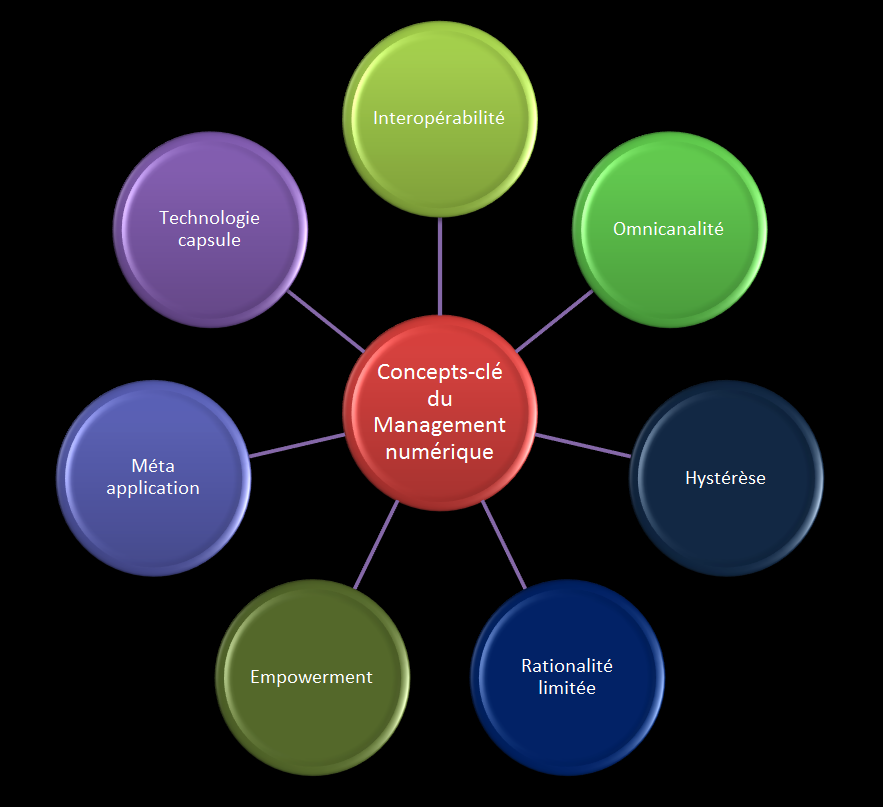 Interopérabilité
Technologie
capsule
Omnicanalité
Concepts-clé
du
Management
numérique
Méta
application
Hystérèse
Empowerment
Rationalité
limitée